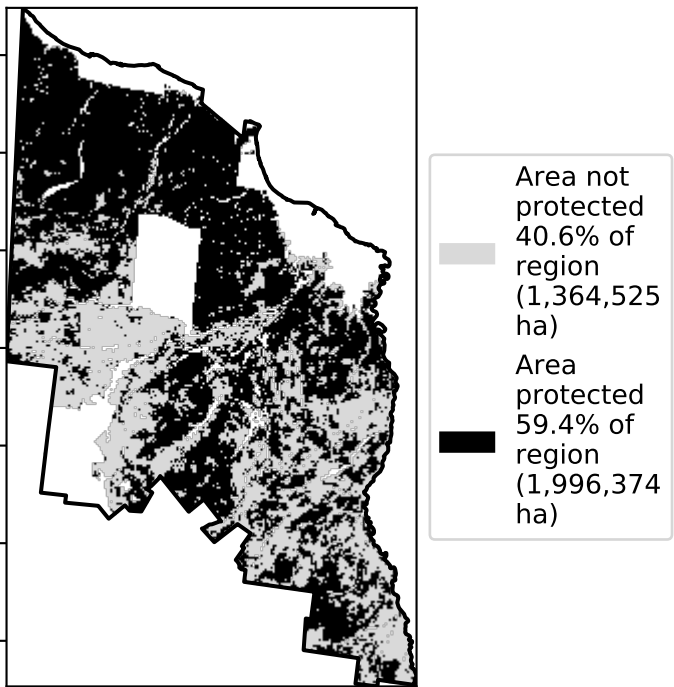 Area not
protected
40.6% of
region
(1,364,525
ha)
Area
protected
59.4% of
region
(1,996,374
ha)